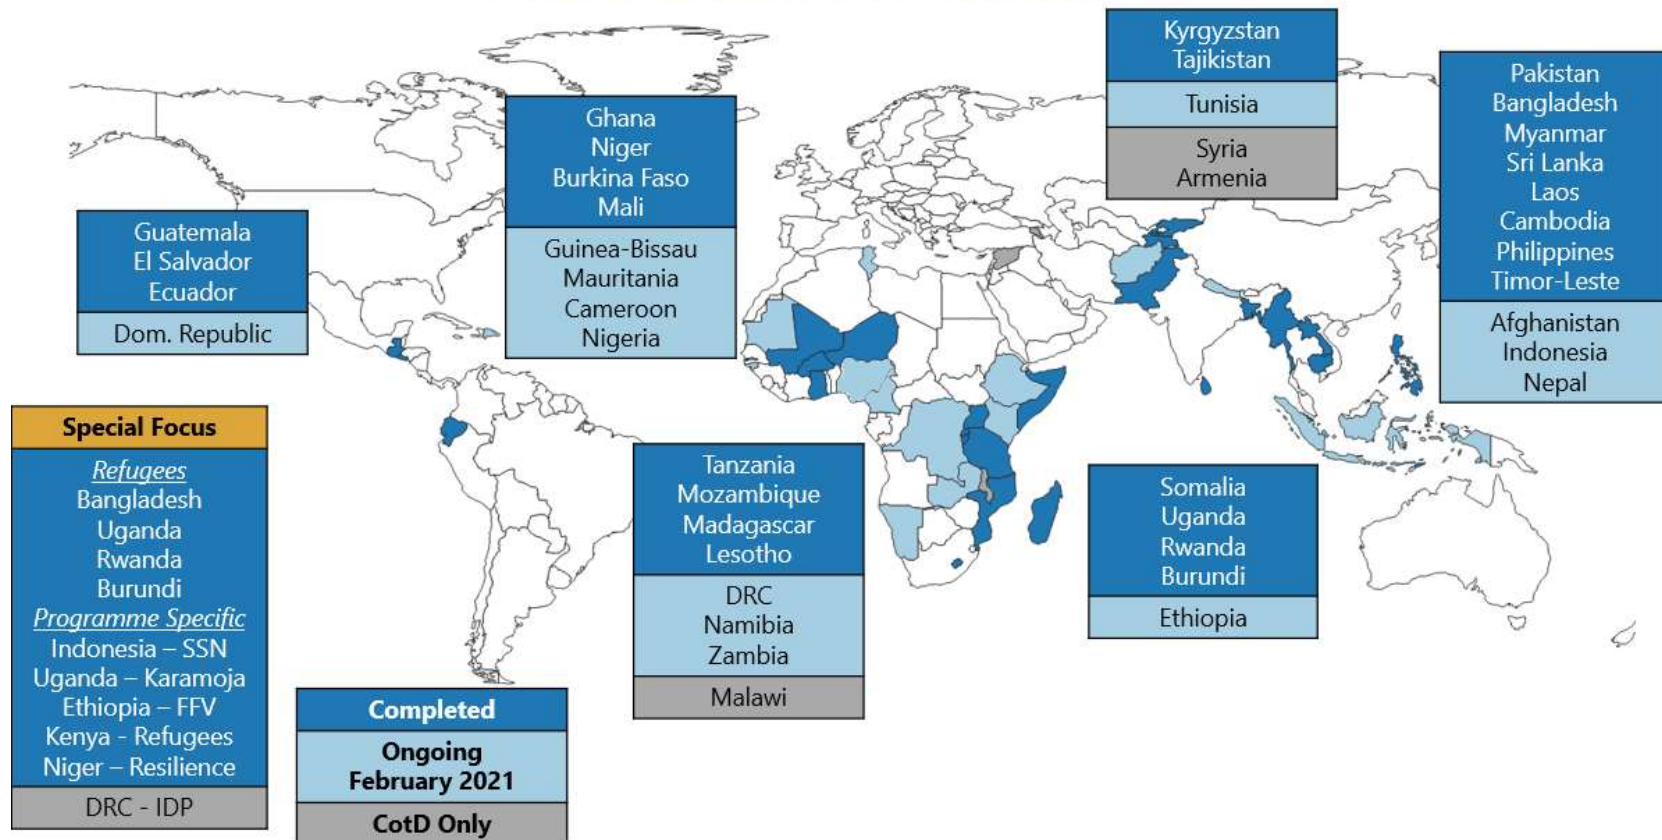 Kyrgyzstan
Tajikistan
Tunisia
Syria
Armenia
Pakistan
Bangladesh
Myanmar
Sri Lanka
Laos
Cambodia
Philippines
Timor-Leste
Afghanistan
Indonesia
Nepal
Ghana
Niger
Burkina Faso
Mali
Guinea-Bissau
Mauritania
Cameroon
Nigeria
Guatemala
El Salvador
Ecuador
Dom. Republic
Special Focus
Refugees
Bangladesh
Uganda
Rwanda
Burundi
Programme Specific
Indonesia – SSN
Uganda – Karamoja
Ethiopia – FFV
Kenya - Refugees
Niger – Resilience
DRC - IDP
Tanzania
Mozambique
Madagascar
Lesotho
DRC
Namibia
Zambia
Malawi
Somalia
Uganda
Rwanda
Burundi
Ethiopia
Completed
Ongoing
February 2021
CotD Only